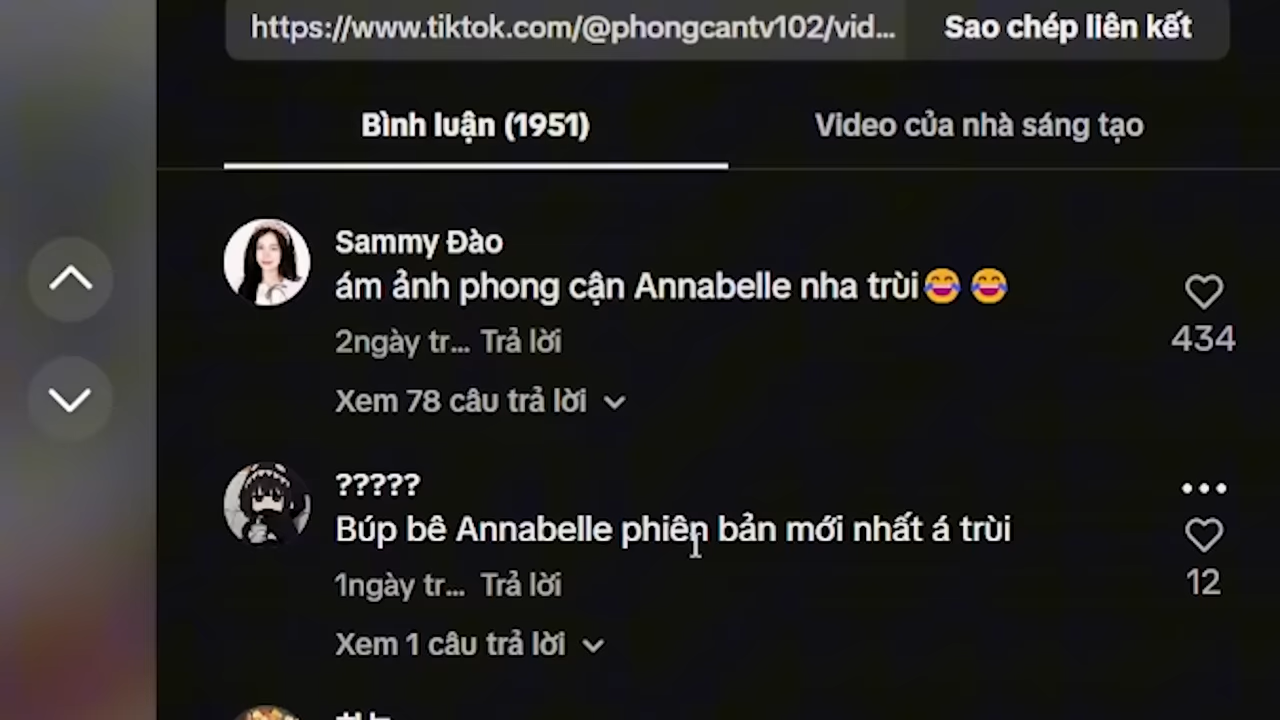 https://www.tiktok.com/@phongcantv102/vid... Sao chép liên kết
Bình luận (1951) Video của nhà sáng tạo
Sammy Đào
ám ảnh phong cận Annabelle nha trùi😂😂
2ngày tr... Trả lời
434
Xem 78 câu trả lời
?????
Búp bê Annabelle phiên bản mới nhất á trùi
1ngày tr... Trả lời
12
Xem 1 câu trả lời